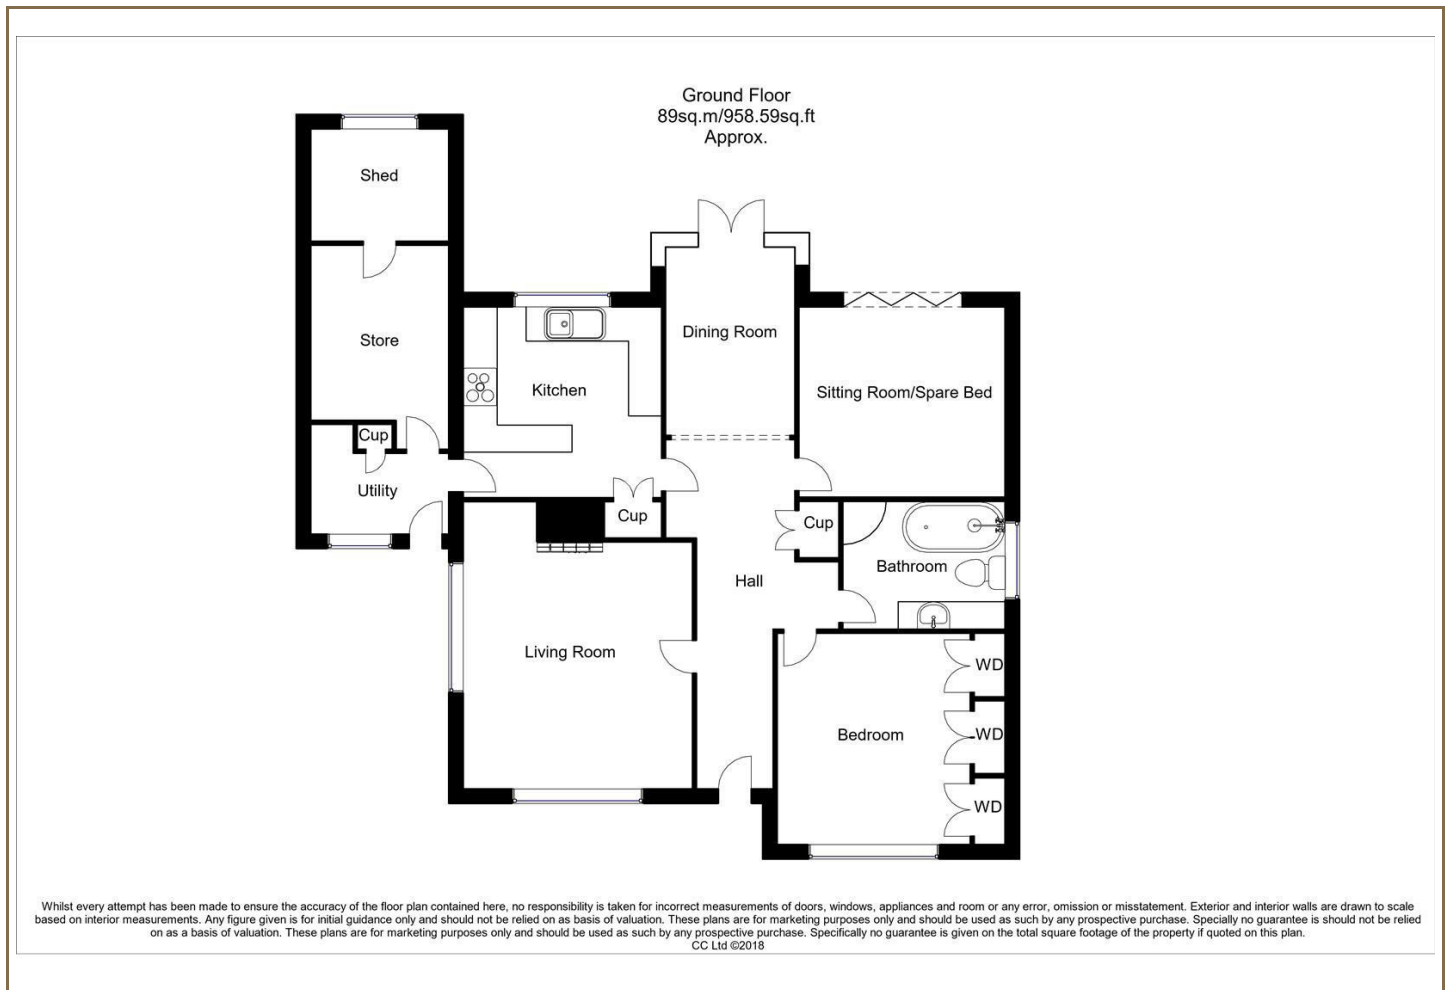 Ground Floor
89sq.m/958.59sq.ft
Approx.
Shed
Store
Dining Room
Kitchen
Sitting Room/Spare Bed
Cup
Utility
Cup
Cup
Bathroom
Hall
Living Room
WD
Bedroom
WD
WD
Whilst every attempt has been made to ensure the accuracy of the floor plan contained here, no responsibility is taken for incorrect measurements of doors, windows, appliances and room or any error, omission or misstatement. Exterior and interior walls are drawn to scale
based on interior measurements. Any figure given is for initial guidance only and should not be relied on as basis of valuation. These plans are for marketing purposes only and should be used as such by any prospective purchase. Specially no guarantee is should not be relied
on as a basis of valuation. These plans are for marketing purposes only and should be used as such by any prospective purchase. Specifically no guarantee is given on the total square footage of the property if quoted on this plan.
CC Ltd ©2018